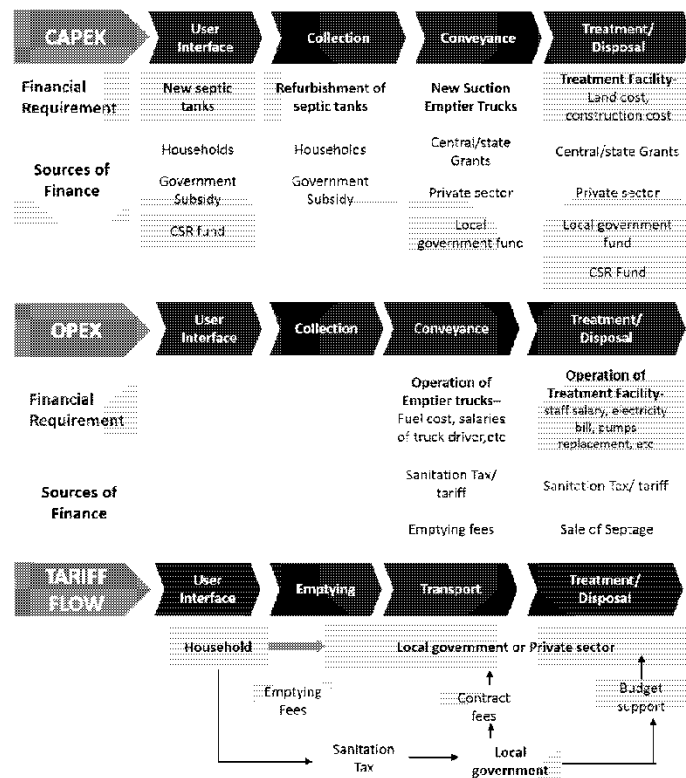 CAPEX
User
Interface
Collection
Conveyance
Treatment/
Disposal
Financial
Requirement
New septic
tanks
Refurbishment of
septic tanks
New Suction
Emptier Trucks
Treatment Facility-
Land cost,
construction cost
Sources of
Finance
Households
Government
Subsidy
CSR fund
Households
Government
Subsidy
Central/state
Grants
Private sector
Local
government fund
Central/state Grants
Private sector
Local government
fund
CSR Fund
OPEX
User
Interface
Collection
Conveyance
Treatment/
Disposal
Financial
Requirement
Operation of
Emptier trucks–
Fuel cost, salaries
of truck driver,etc
Operation of
Treatment Facility-
staff salary, electricity
bill, pumps
replacement, etc
Sources of
Finance
Sanitation Tax/
tariff
Emptying fees
Sanitation Tax/ tariff
Sale of Septage
TARIFF
FLOW
User
Interface
Emptying
Transport
Treatment/
Disposal
Household
Local government or Private sector
Emptying
Fees
Contract
fees
Budget
support
Sanitation
Tax
Local
government